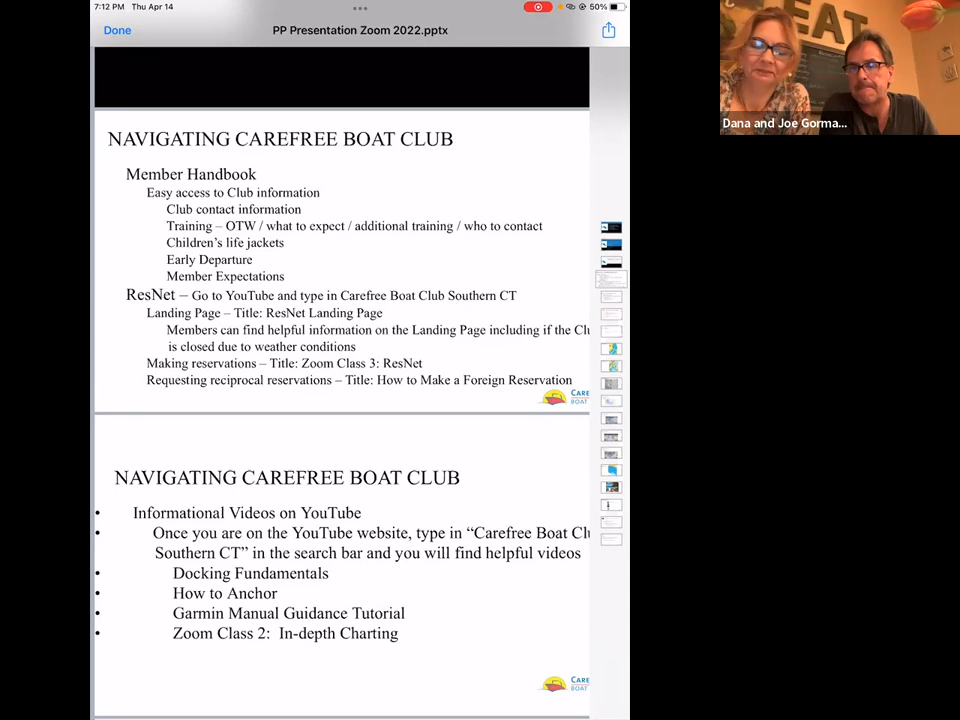 7:12 PM Thu Apr 14
50%
Done
PP Presentation Zoom 2022.pptx
NAVIGATING CAREFREE BOAT CLUB
Member Handbook
Easy access to Club information
Club contact information
Training – OTW / what to expect / additional training / who to contact
Children's life jackets
Early Departure
Member Expectations
ResNet – Go to YouTube and type in Carefree Boat Club Southern CT
Landing Page – Title: ResNet Landing Page
Members can find helpful information on the Landing Page including if the Clu
is closed due to weather conditions
Making reservations – Title: Zoom Class 3: ResNet
Requesting reciprocal reservations – Title: How to Make a Foreign Reservation
CARE
BOAT
NAVIGATING CAREFREE BOAT CLUB
• Informational Videos on YouTube
• Once you are on the YouTube website, type in “Carefree Boat Clu
Southern CT” in the search bar and you will find helpful videos
• Docking Fundamentals
• How to Anchor
• Garmin Manual Guidance Tutorial
• Zoom Class 2: In-depth Charting
CARE
BOAT
EAT
Dana and Joe Gorma...